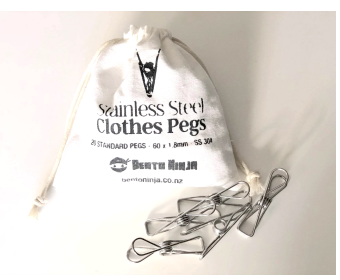 Stainless Steel
Clothes Pegs
20 STANDARD PEGS · 60 x 1.8mm · SS 304
BENTO NINJA
bentoninja.co.nz